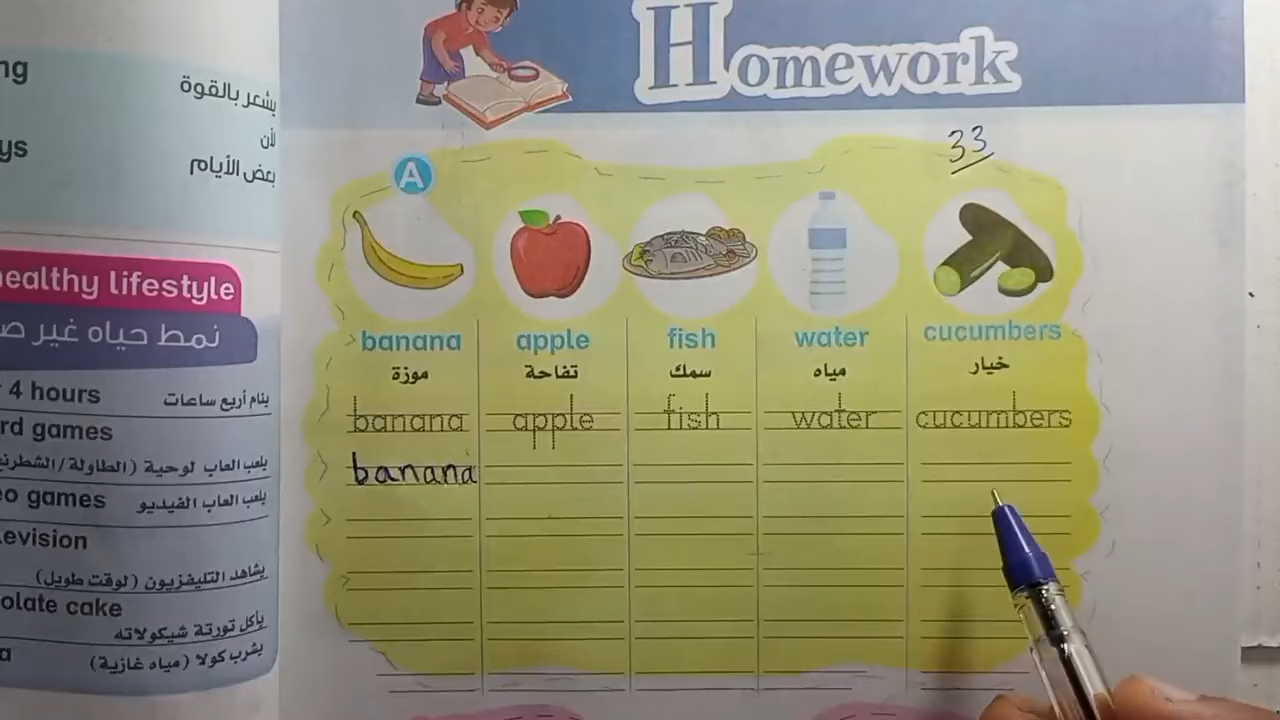 ng
يشعر بالقوة
لأن
ys
بعض الأيام
healthy lifestyle
نمط حياه غير
4 hours
ينام أربع ساعات
rd games
يلعب العاب لوحية (الطاولة/الشطرنج
eo games
يلعب العاب الفيديو
levision
يشاهد التليفزيون (لوقت طويل)
olate cake
يأكل تورتة شيكولاته
a
يشرب كولا (مياه غازية)
Homework
33
A
banana apple fish water cucumbers
موزة تفاحة سمك مياه خيار
banana apple fish water cucumbers
banana